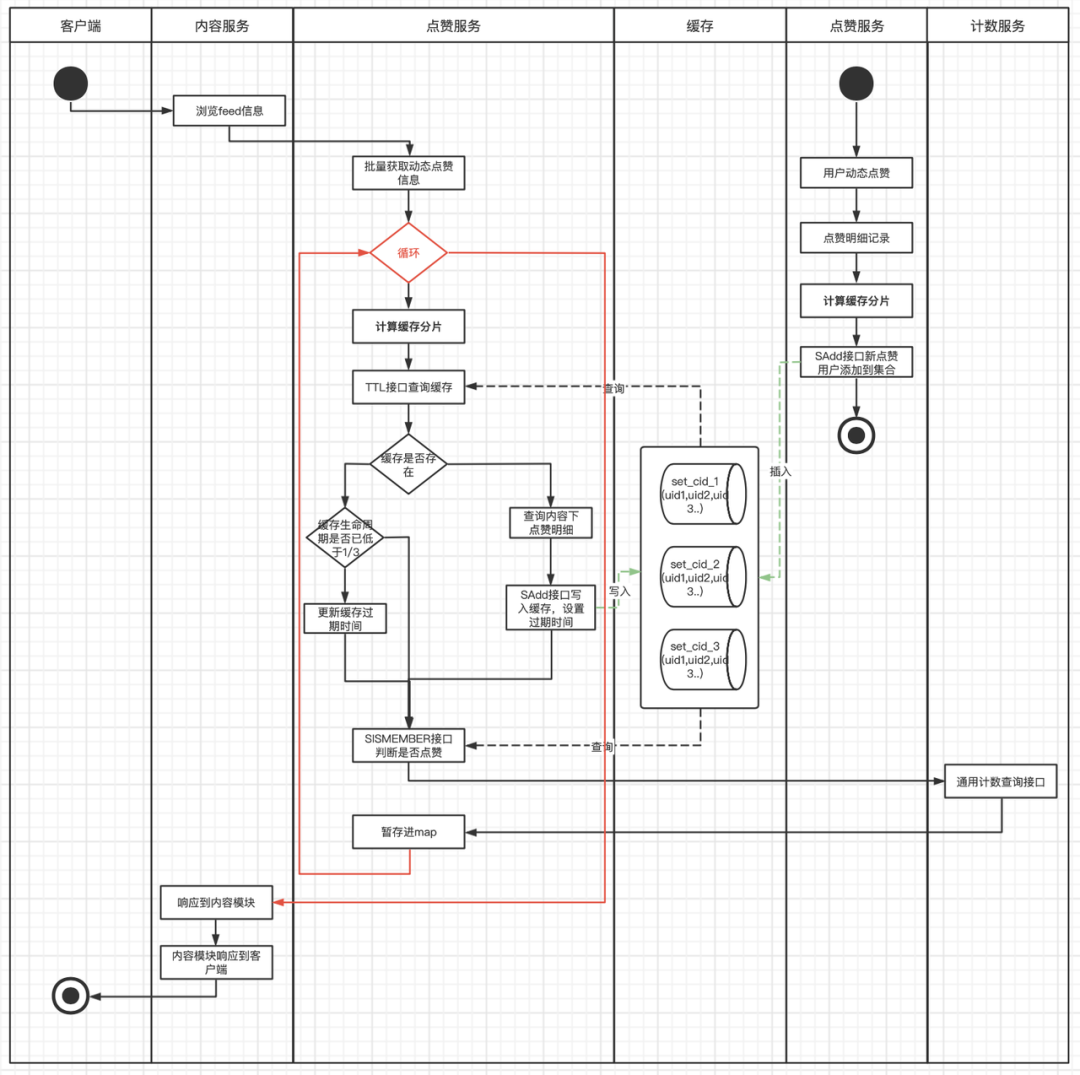 客户端
内容服务
点赞服务
缓存
点赞服务
计数服务
浏览feed信息
批量获取动态点赞
信息
循环
计算缓存分片
TTL接口查询缓存
查询
缓存是否存
在
缓存生命周
期是否已低
于1/3
更新缓存过
期时间
查询内容下
点赞明细
SAdd接口写
入缓存，设置
过期时间
写入
set_cid_1
(uid1,uid2,uid
3..)
set_cid_2
(uid1,uid2,uid
3..)
set_cid_3
(uid1,uid2,uid
3..)
插入
用户动态点赞
点赞明细记录
计算缓存分片
SAdd接口新点赞
用户添加到集合
SISMEMBER接口
判断是否点赞
查询
通用计数查询接口
暂存进map
响应到内容模块
内容模块响应到客
户端